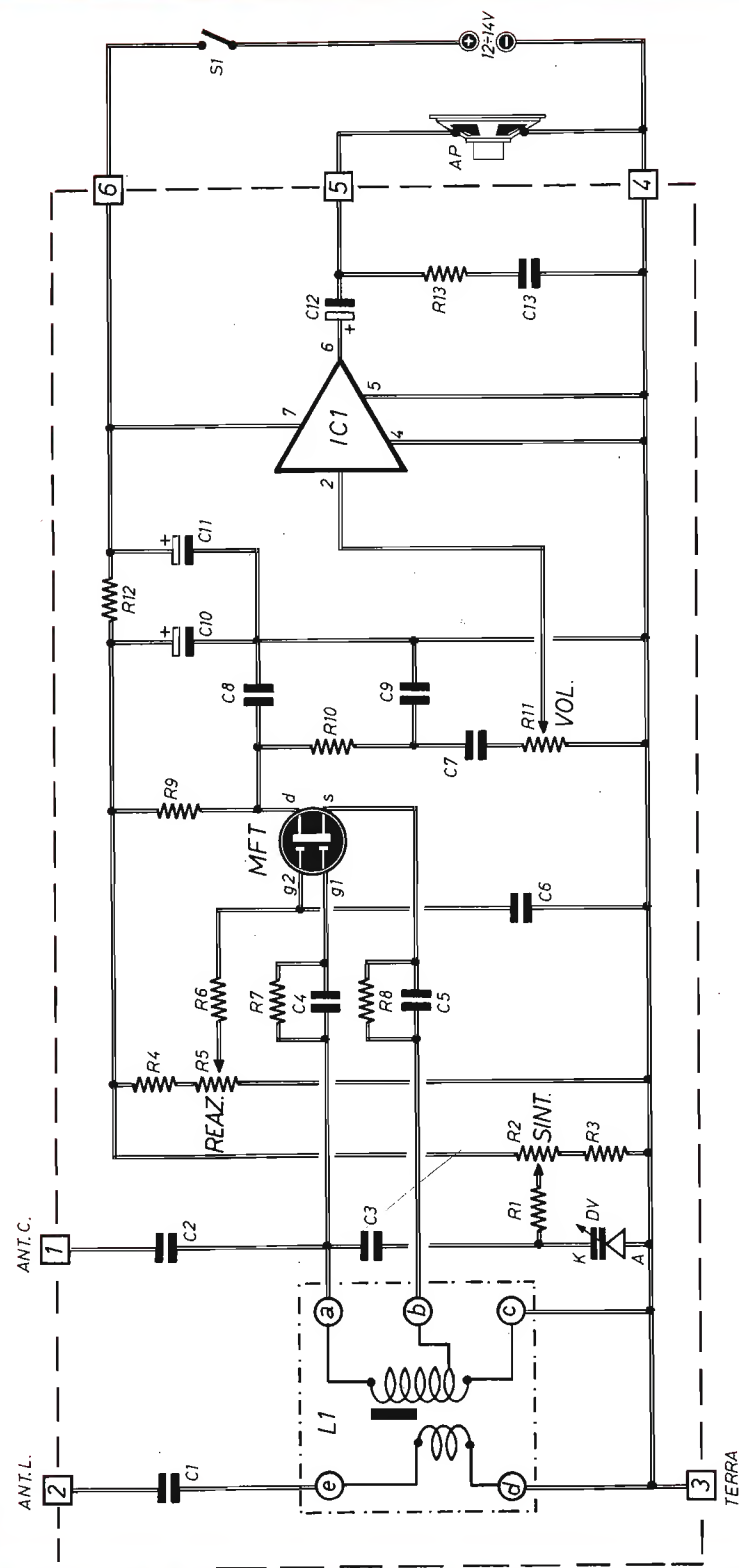 ANT. L.
2
ANT. C.
1
C1
C2
e
a
L1
b
d
c
C3
K
DV
A
R1
R2
SINT.
R3
R4
R5
REAZ.
R6
R7
C4
R8
C5
g2
g1
MFT
d
s
C6
R9
C8
R10
C9
C7
R11
VOL.
R12
+
C10
+
C11
2
7
IC1
6
4
5
C12
+
R13
C13
6
5
4
AP
S1
+
-
12÷14V
3
TERRA